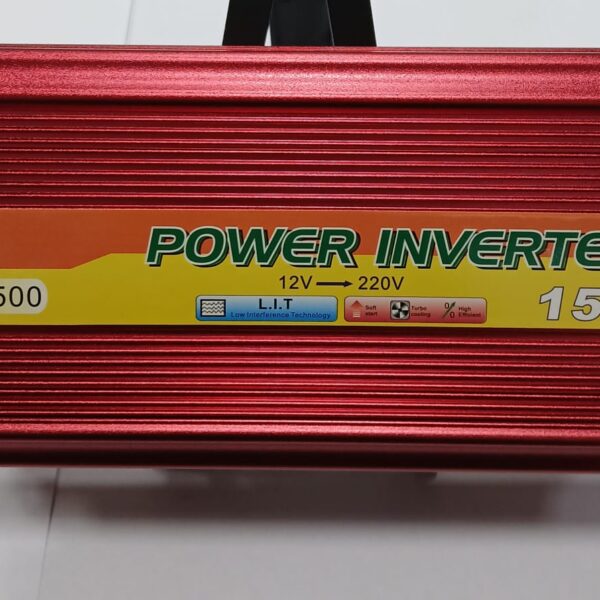 POWER INVERTE
12V → 220V
500
L.I.T
Low Interference Technology
Soft start
Turbo cooling
High Efficient
15